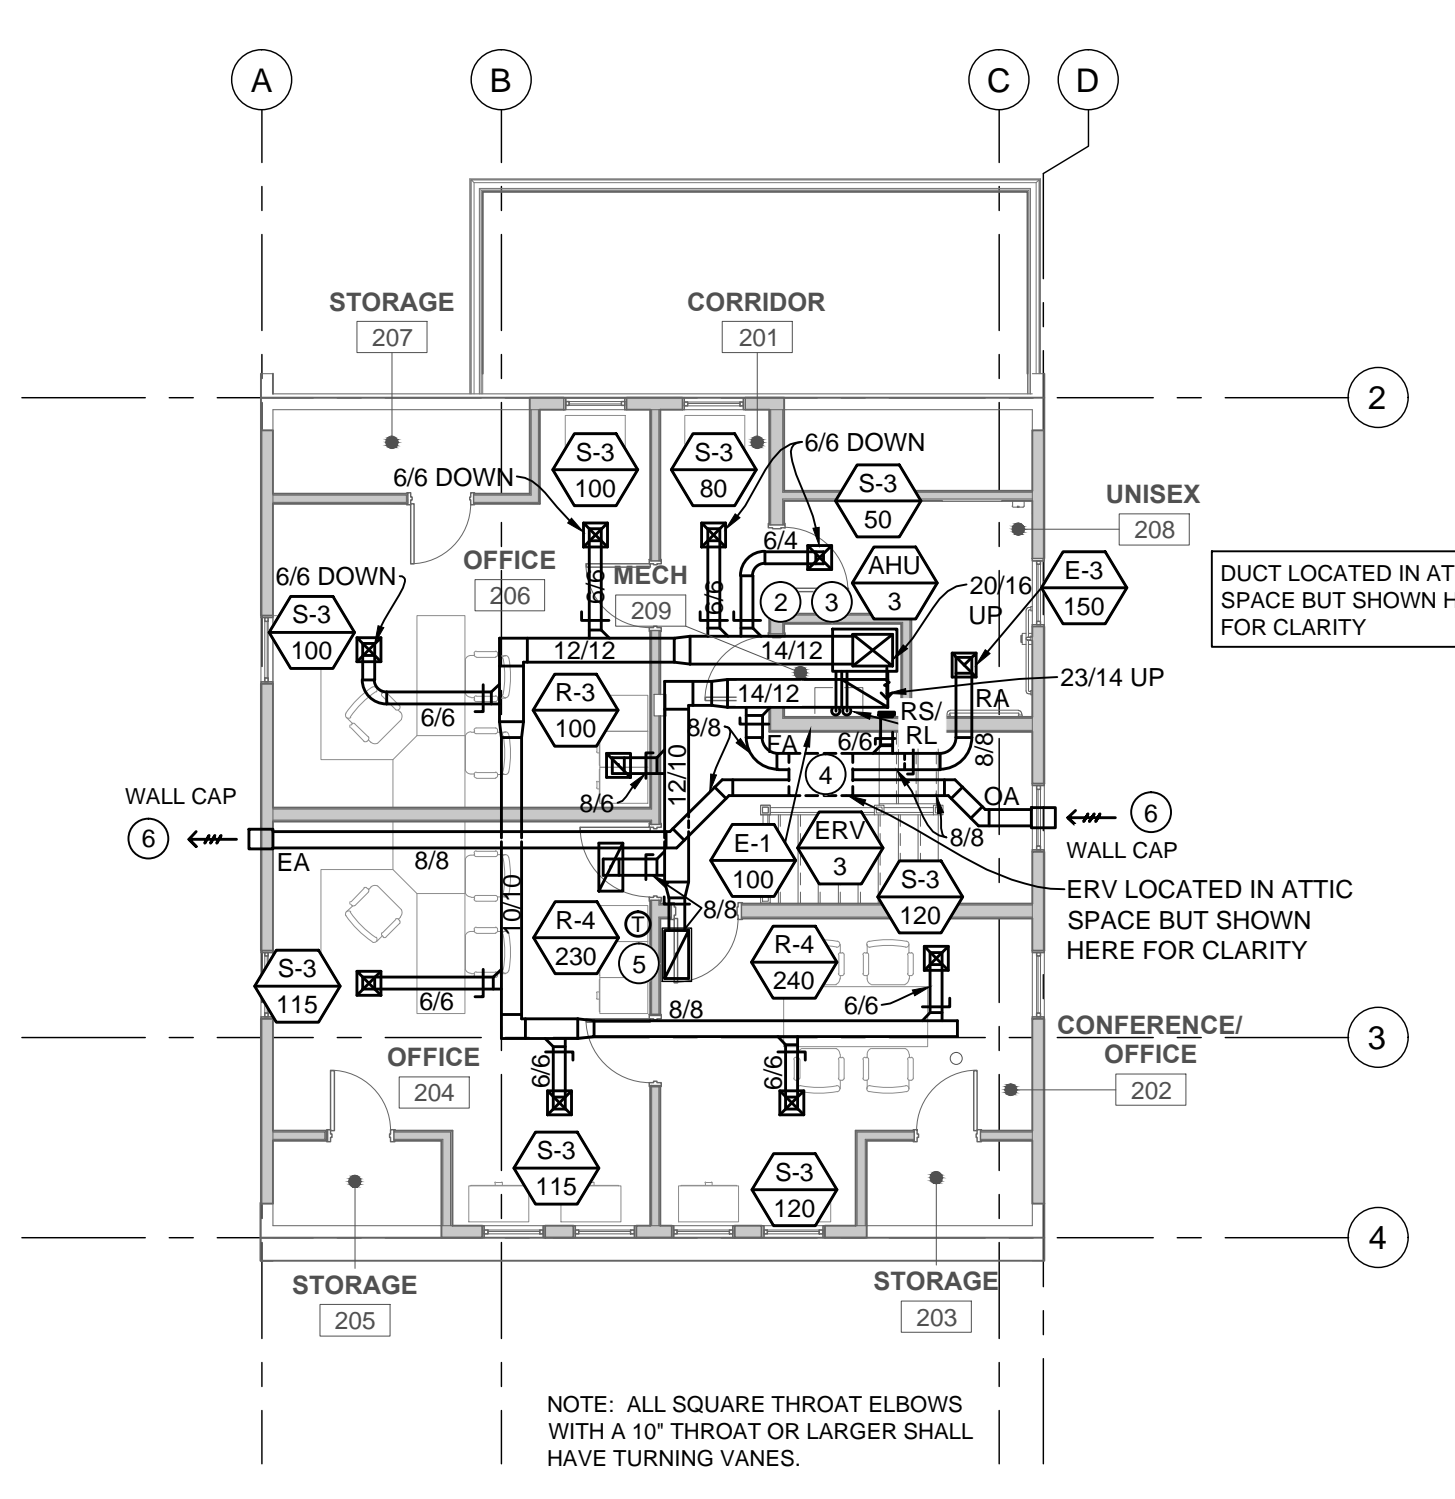 A
B
C
D
STORAGE
207
CORRIDOR
201
2
S-3
100
S-3
80
6/6 DOWN
6/6 DOWN
S-3
50
UNISEX
208
6/4
OFFICE
206
MECH
209
6/6 DOWN
6/6
6/6
AHU
3
20/16
UP
E-3
150
DUCT LOCATED IN AT
SPACE BUT SHOWN H
FOR CLARITY
2
3
S-3
100
12/12
14/12
23/14 UP
R-3
100
14/12
RA
6/6
8/8
EA
6/6
RS/
RL
8/8
12/10
4
8/6
OA
WALL CAP
6
EA
8/8
E-1
100
ERV
3
8/8
6
WALL CAP
S-3
120
ERV LOCATED IN ATTIC
SPACE BUT SHOWN
HERE FOR CLARITY
10/10
8/8
R-4
230
T
5
R-4
240
S-3
115
6/6
8/8
6/6
CONFERENCE/
OFFICE
202
3
OFFICE
204
6/6
6/6
S-3
115
S-3
120
4
STORAGE
205
STORAGE
203
NOTE: ALL SQUARE THROAT ELBOWS
WITH A 10" THROAT OR LARGER SHALL
HAVE TURNING VANES.